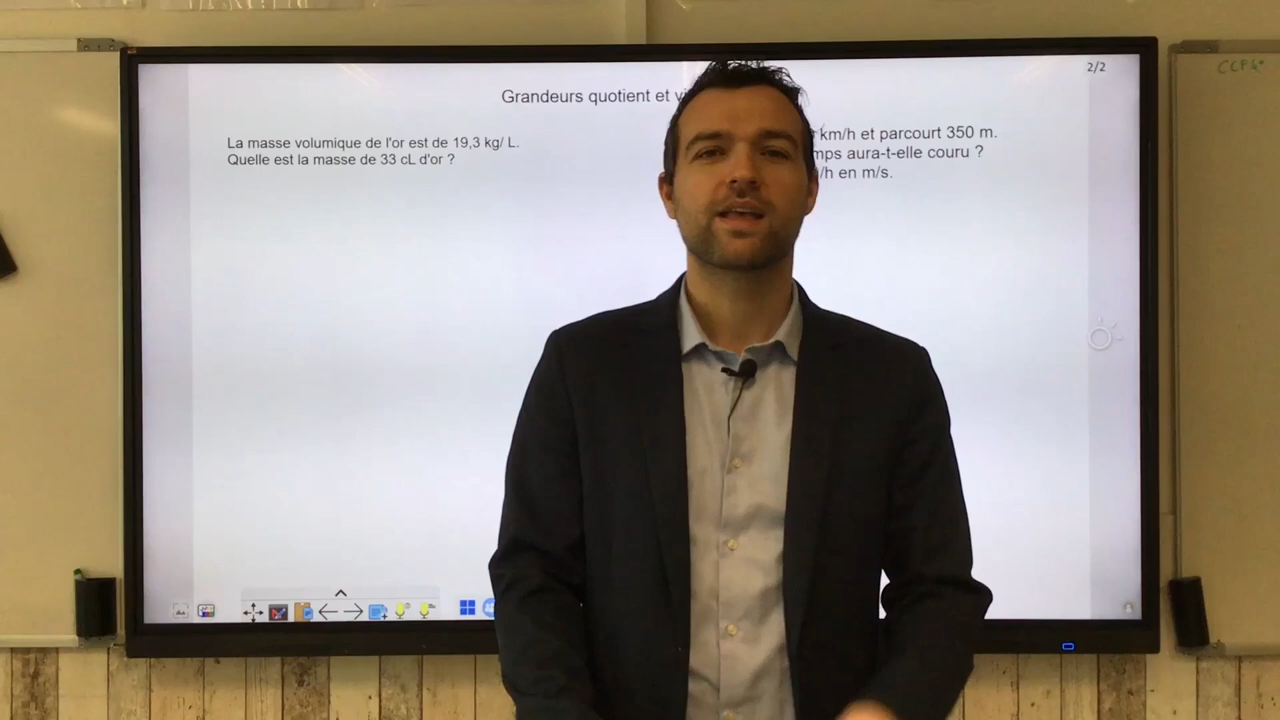 2/2
Grandeurs quotient et
La masse volumique de l'or est de 19,3 kg/ L.
Quelle est la masse de 33 cL d'or ?
km/h et parcourt 350 m.
aura-t-elle couru ?
en m/s.